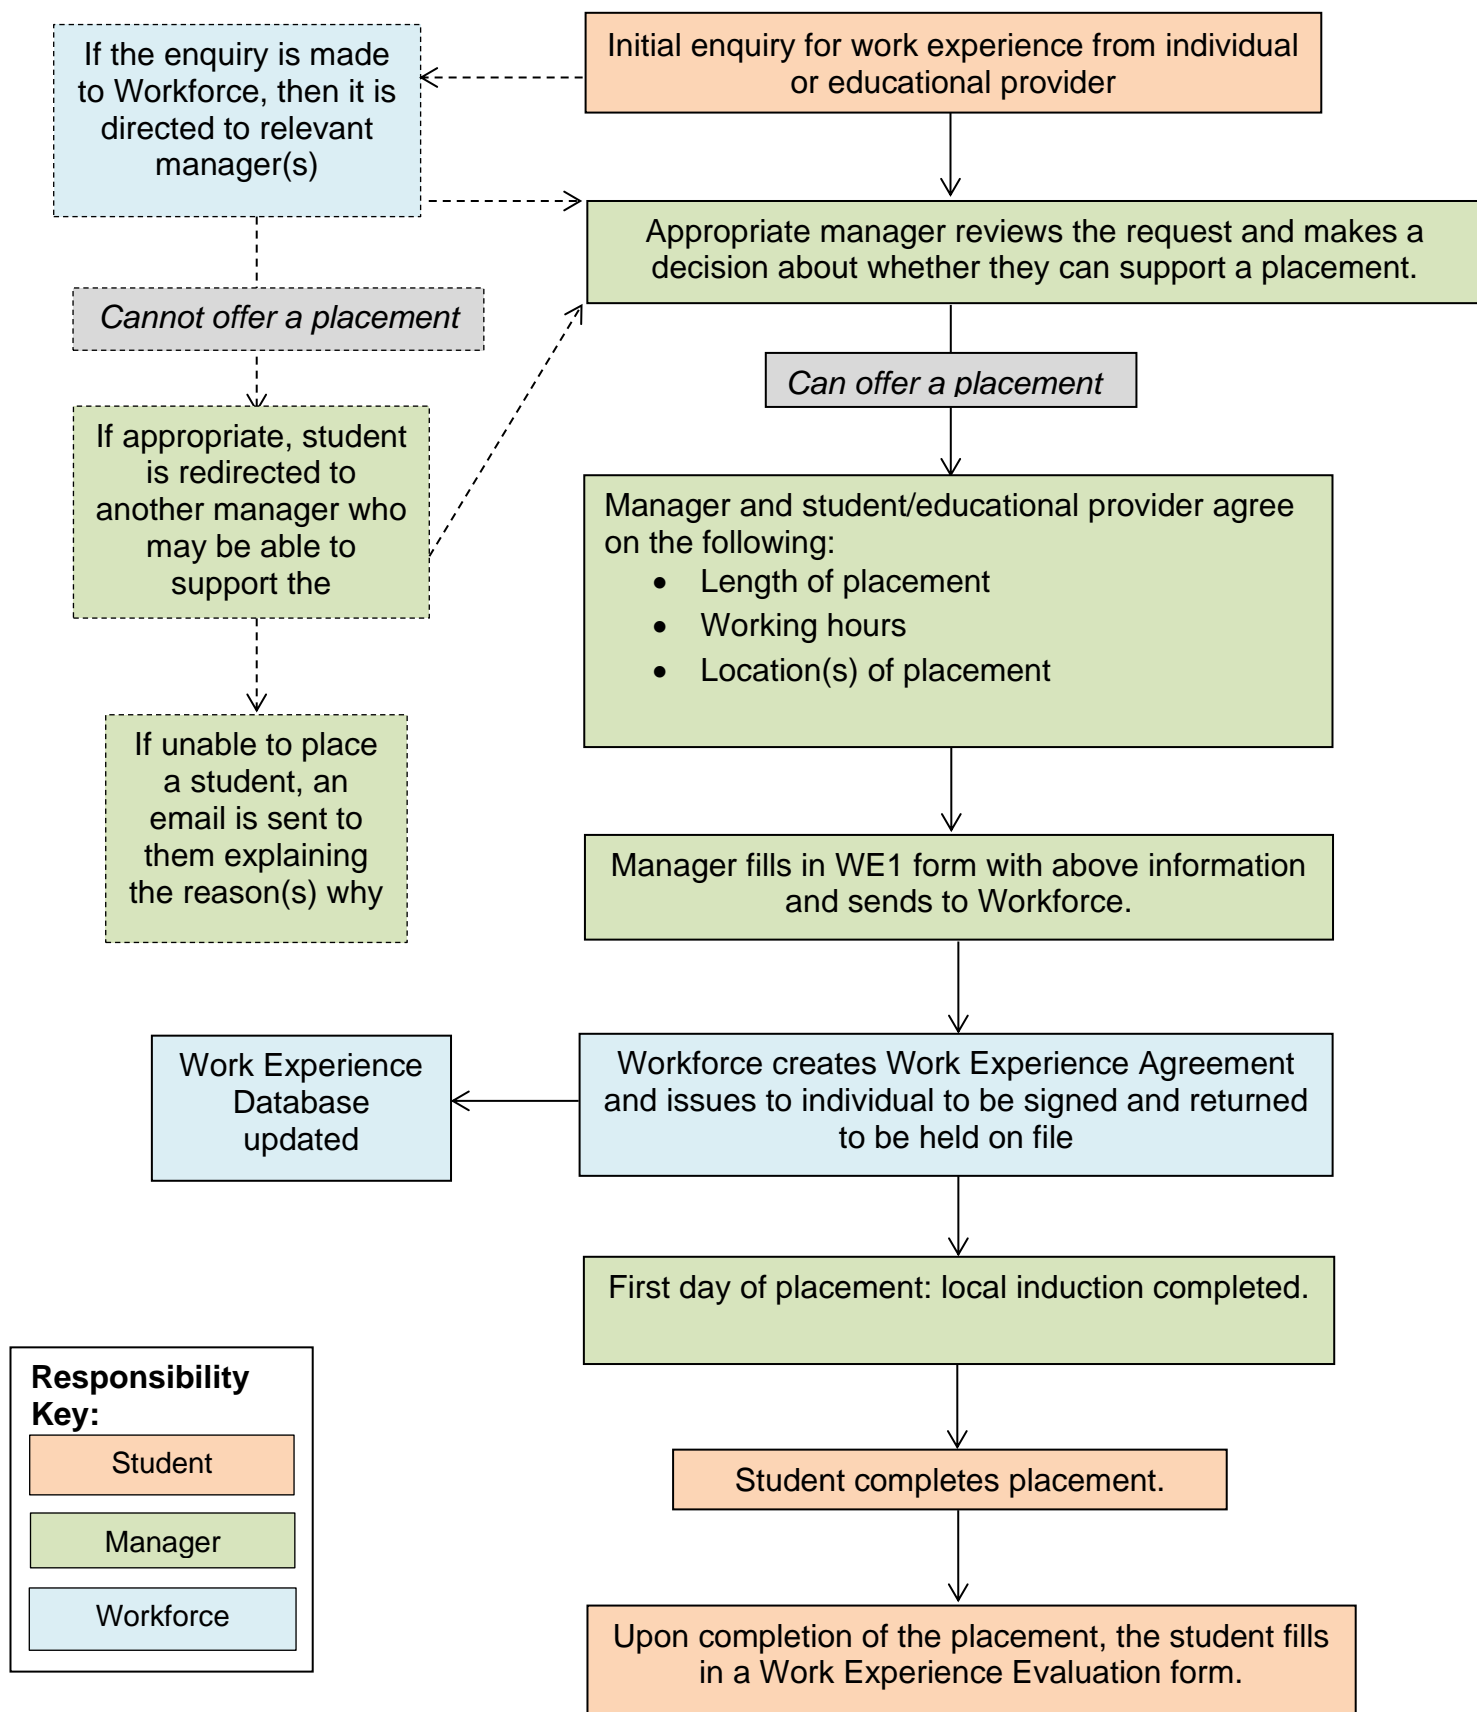 Initial enquiry for work experience from individual
or educational provider
If the enquiry is made
to Workforce, then it is
directed to relevant
manager(s)
Appropriate manager reviews the request and makes a
decision about whether they can support a placement.
Cannot offer a placement
Can offer a placement
If appropriate, student
is redirected to
another manager who
may be able to
support the
Manager and student/educational provider agree
on the following:
• Length of placement
• Working hours
• Location(s) of placement
If unable to place
a student, an
email is sent to
them explaining
the reason(s) why
Manager fills in WE1 form with above information
and sends to Workforce.
Workforce creates Work Experience Agreement
and issues to individual to be signed and returned
to be held on file
Work Experience
Database
updated
First day of placement: local induction completed.
Student completes placement.
Upon completion of the placement, the student fills
in a Work Experience Evaluation form.
Responsibility
Key:
Student
Manager
Workforce